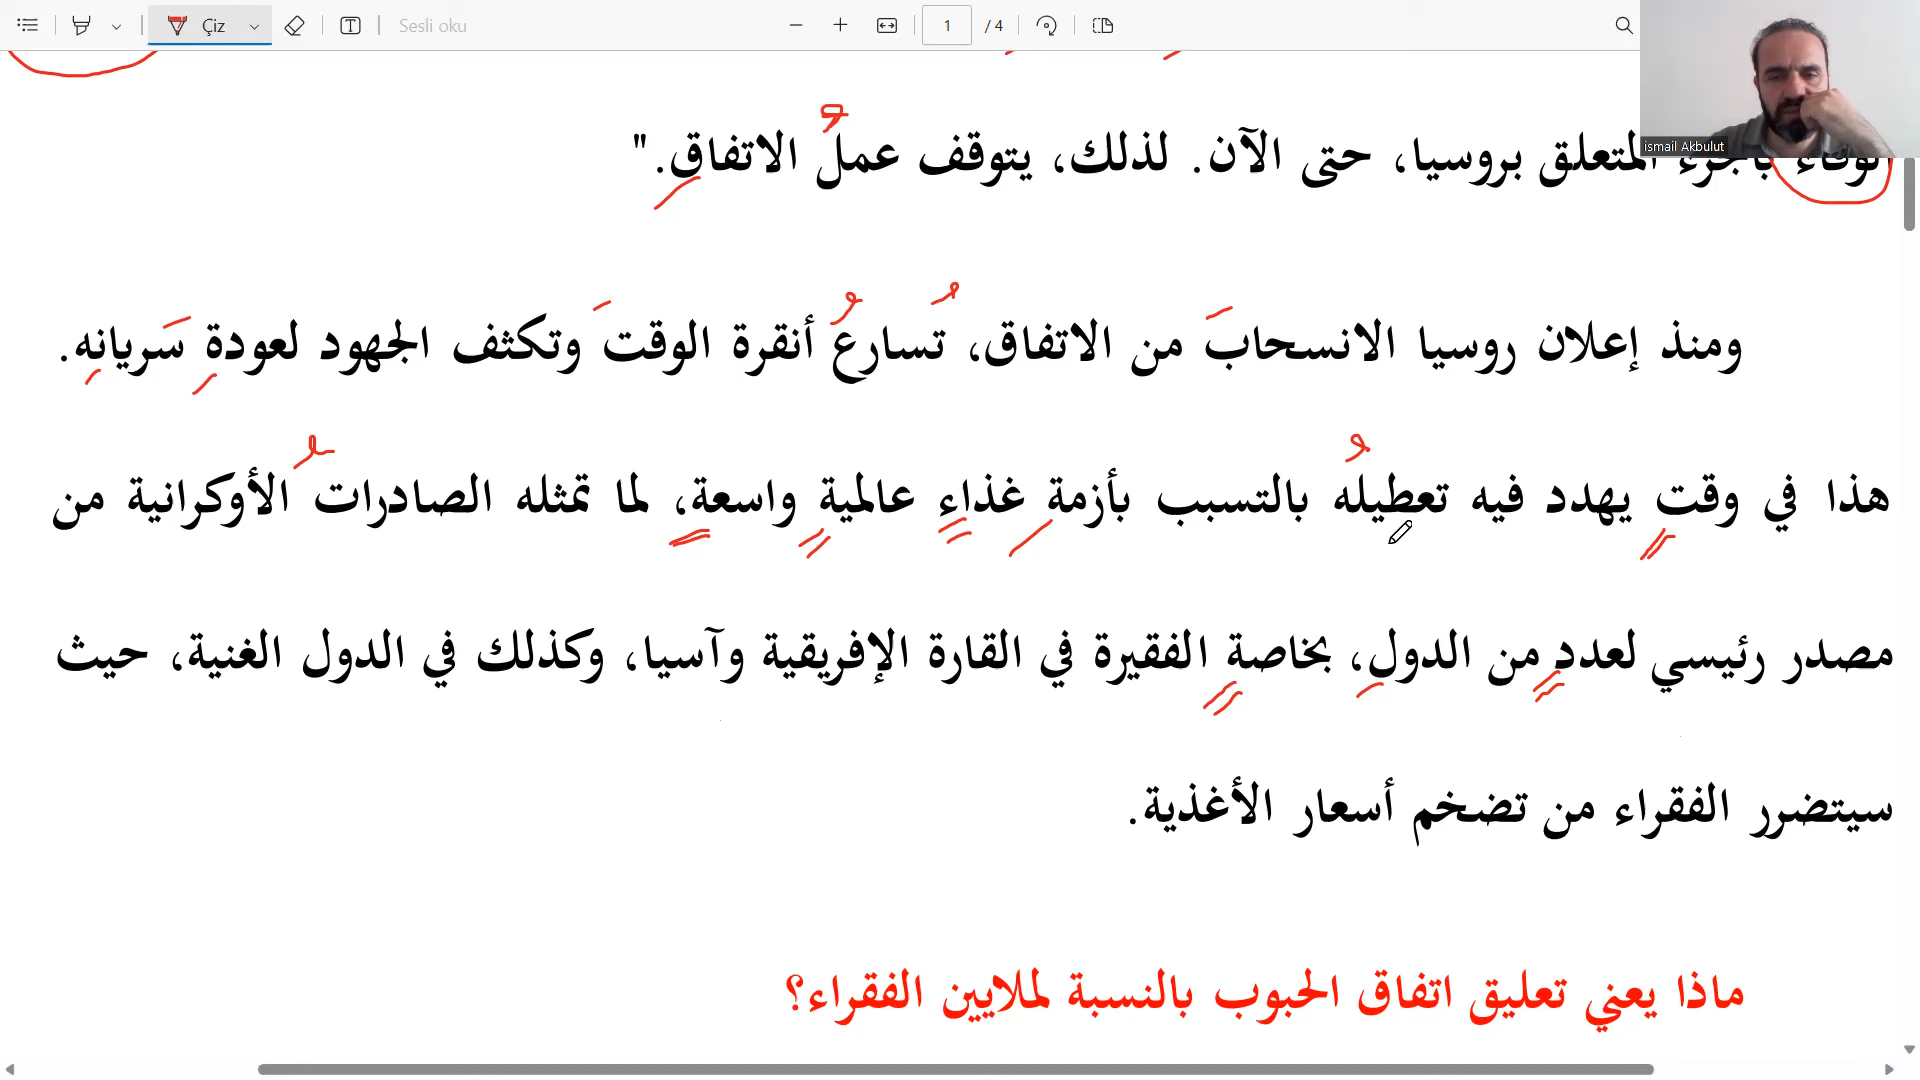 Çiz
Sesli oku
1
/ 4
ismail Akbulut
المتعلق بروسيا، حتى الآن. لذلك، يتوقف عملُ الاتفاق."
ومنذ إعلان روسيا الانسحابَ من الاتفاق، تُسارعُ أنقرة الوقتَ وتكثف الجهود لعودةِ سَريانهِ.
هذا في وقتٍ يهدد فيه تعطيلُه بالتسبب بأزمةِ غذاءٍ عالميةٍ واسعةٍ، لما تمثله الصادراتُ الأوكرانية من
مصدر رئيسي لعددٍ من الدولِ، بخاصةٍ الفقيرة في القارة الإفريقية وآسيا، وكذلك في الدول الغنية، حيث
سيتضرر الفقراء من تضخم أسعار الأغذية.
ماذا يعني تعليق اتفاق الحبوب بالنسبة لملايين الفقراء؟